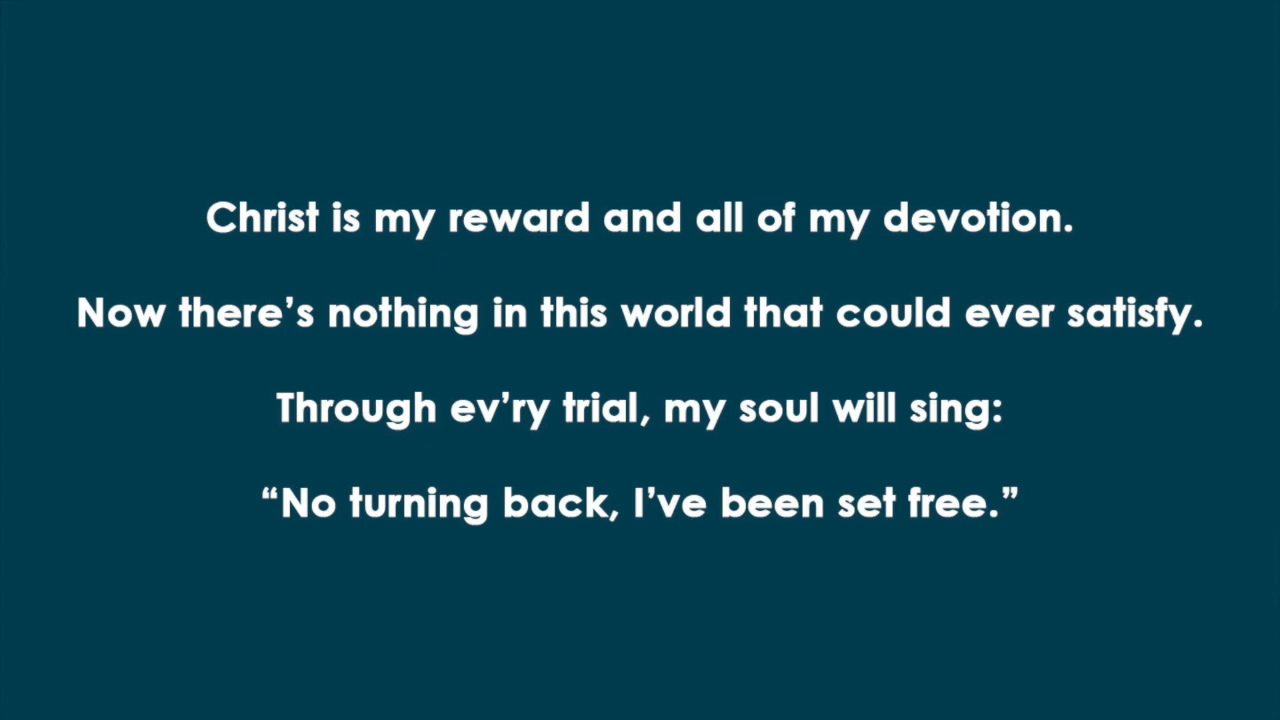 Christ is my reward and all of my devotion.
Now there’s nothing in this world that could ever satisfy.
Through ev’ry trial, my soul will sing:
“No turning back, I’ve been set free.”